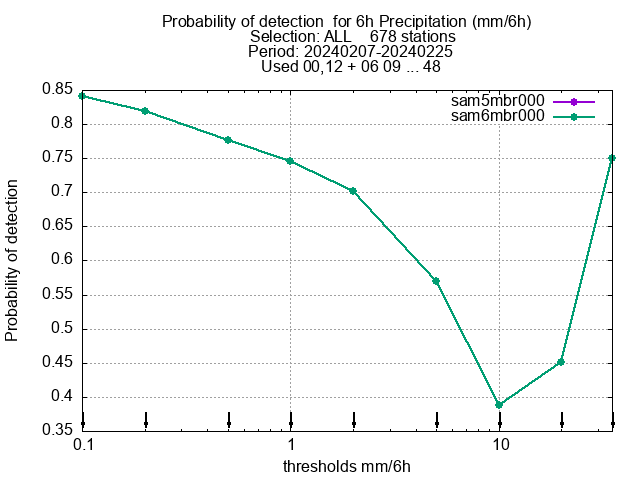 Probability of detection  for 6h Precipitation (mm/6h)
Selection: ALL    678 stations
Period: 20240207-20240225
Used 00,12 + 06 09 ... 48
sam5mbr000
sam6mbr000
Probability of detection
0.85
0.8
0.75
0.7
0.65
0.6
0.55
0.5
0.45
0.4
0.35
0.1
1
10
thresholds mm/6h